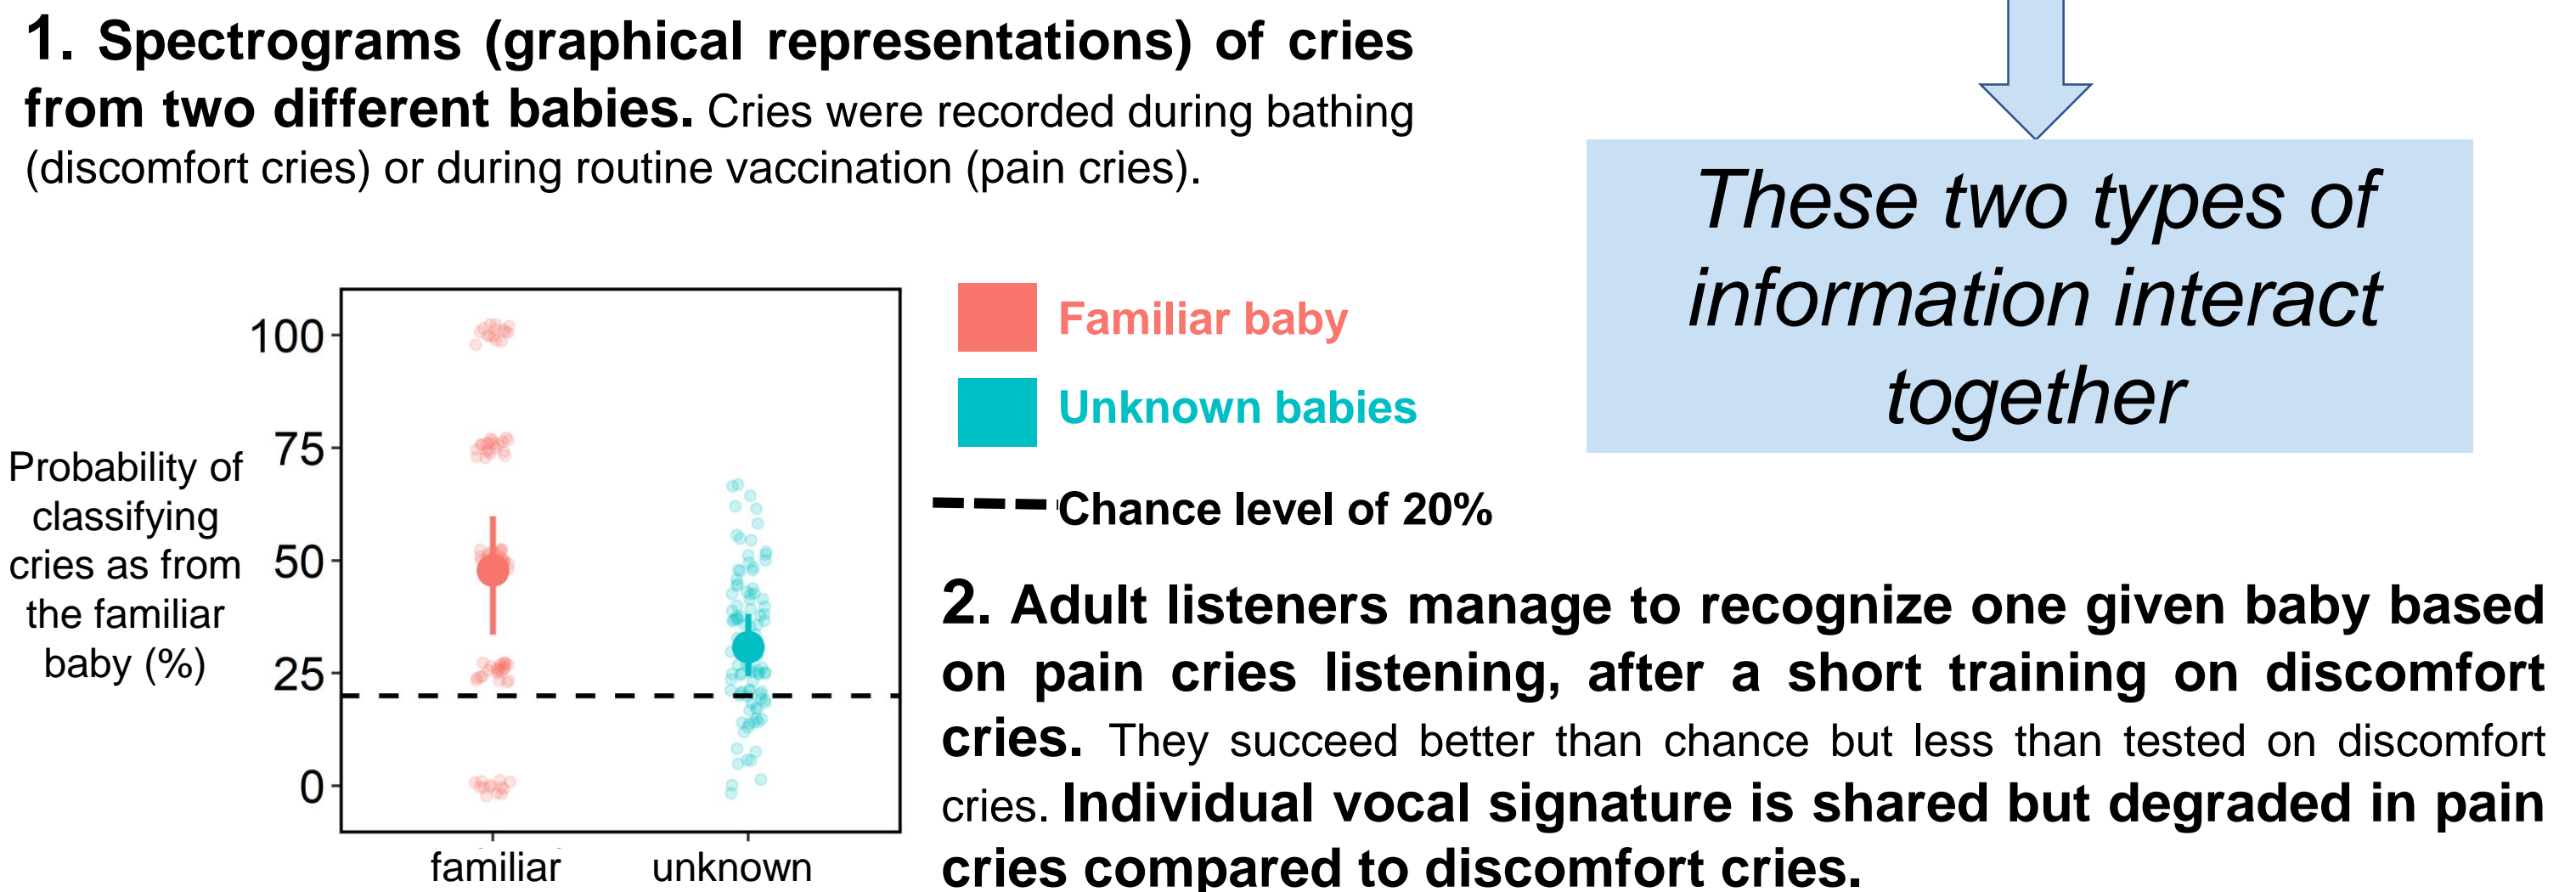 1. Spectrograms (graphical representations) of cries
from two different babies. Cries were recorded during bathing
(discomfort cries) or during routine vaccination (pain cries).
These two types of
information interact
together
Probability of
classifying
cries as from
the familiar
baby (%)
100
75
50
25
0
familiar
unknown
Familiar baby
Unknown babies
Chance level of 20%
2. Adult listeners manage to recognize one given baby based
on pain cries listening, after a short training on discomfort
cries. They succeed better than chance but less than tested on discomfort
cries. Individual vocal signature is shared but degraded in pain
cries compared to discomfort cries.